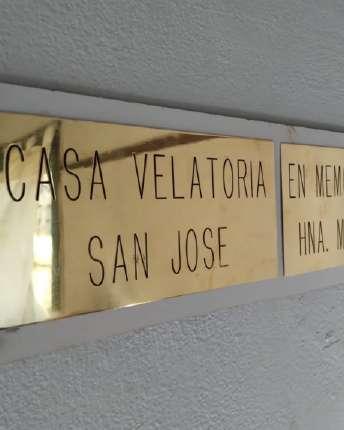 CASA VELATORIA
SAN JOSE
EN
HNA.